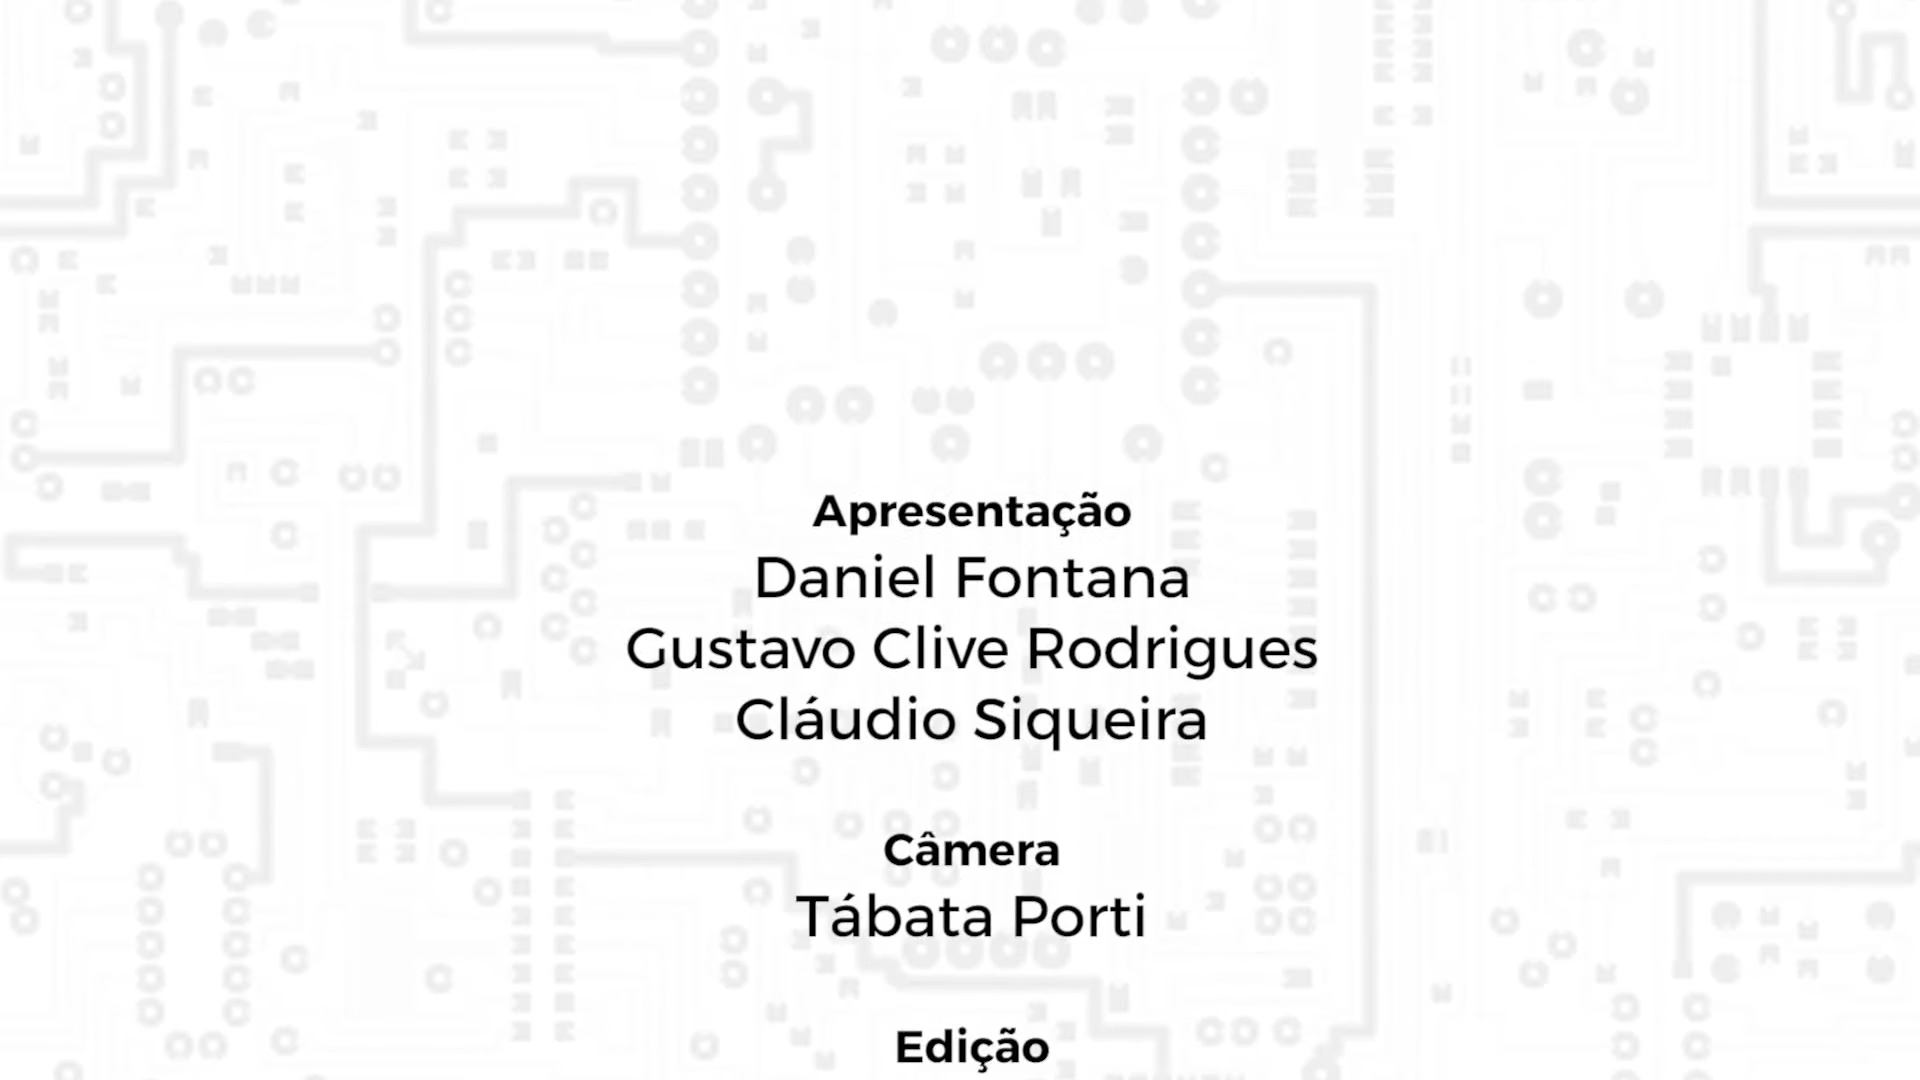 Apresentação
Daniel Fontana
Gustavo Clive Rodrigues
Cláudio Siqueira
Câmera
Tábata Porti
Edição